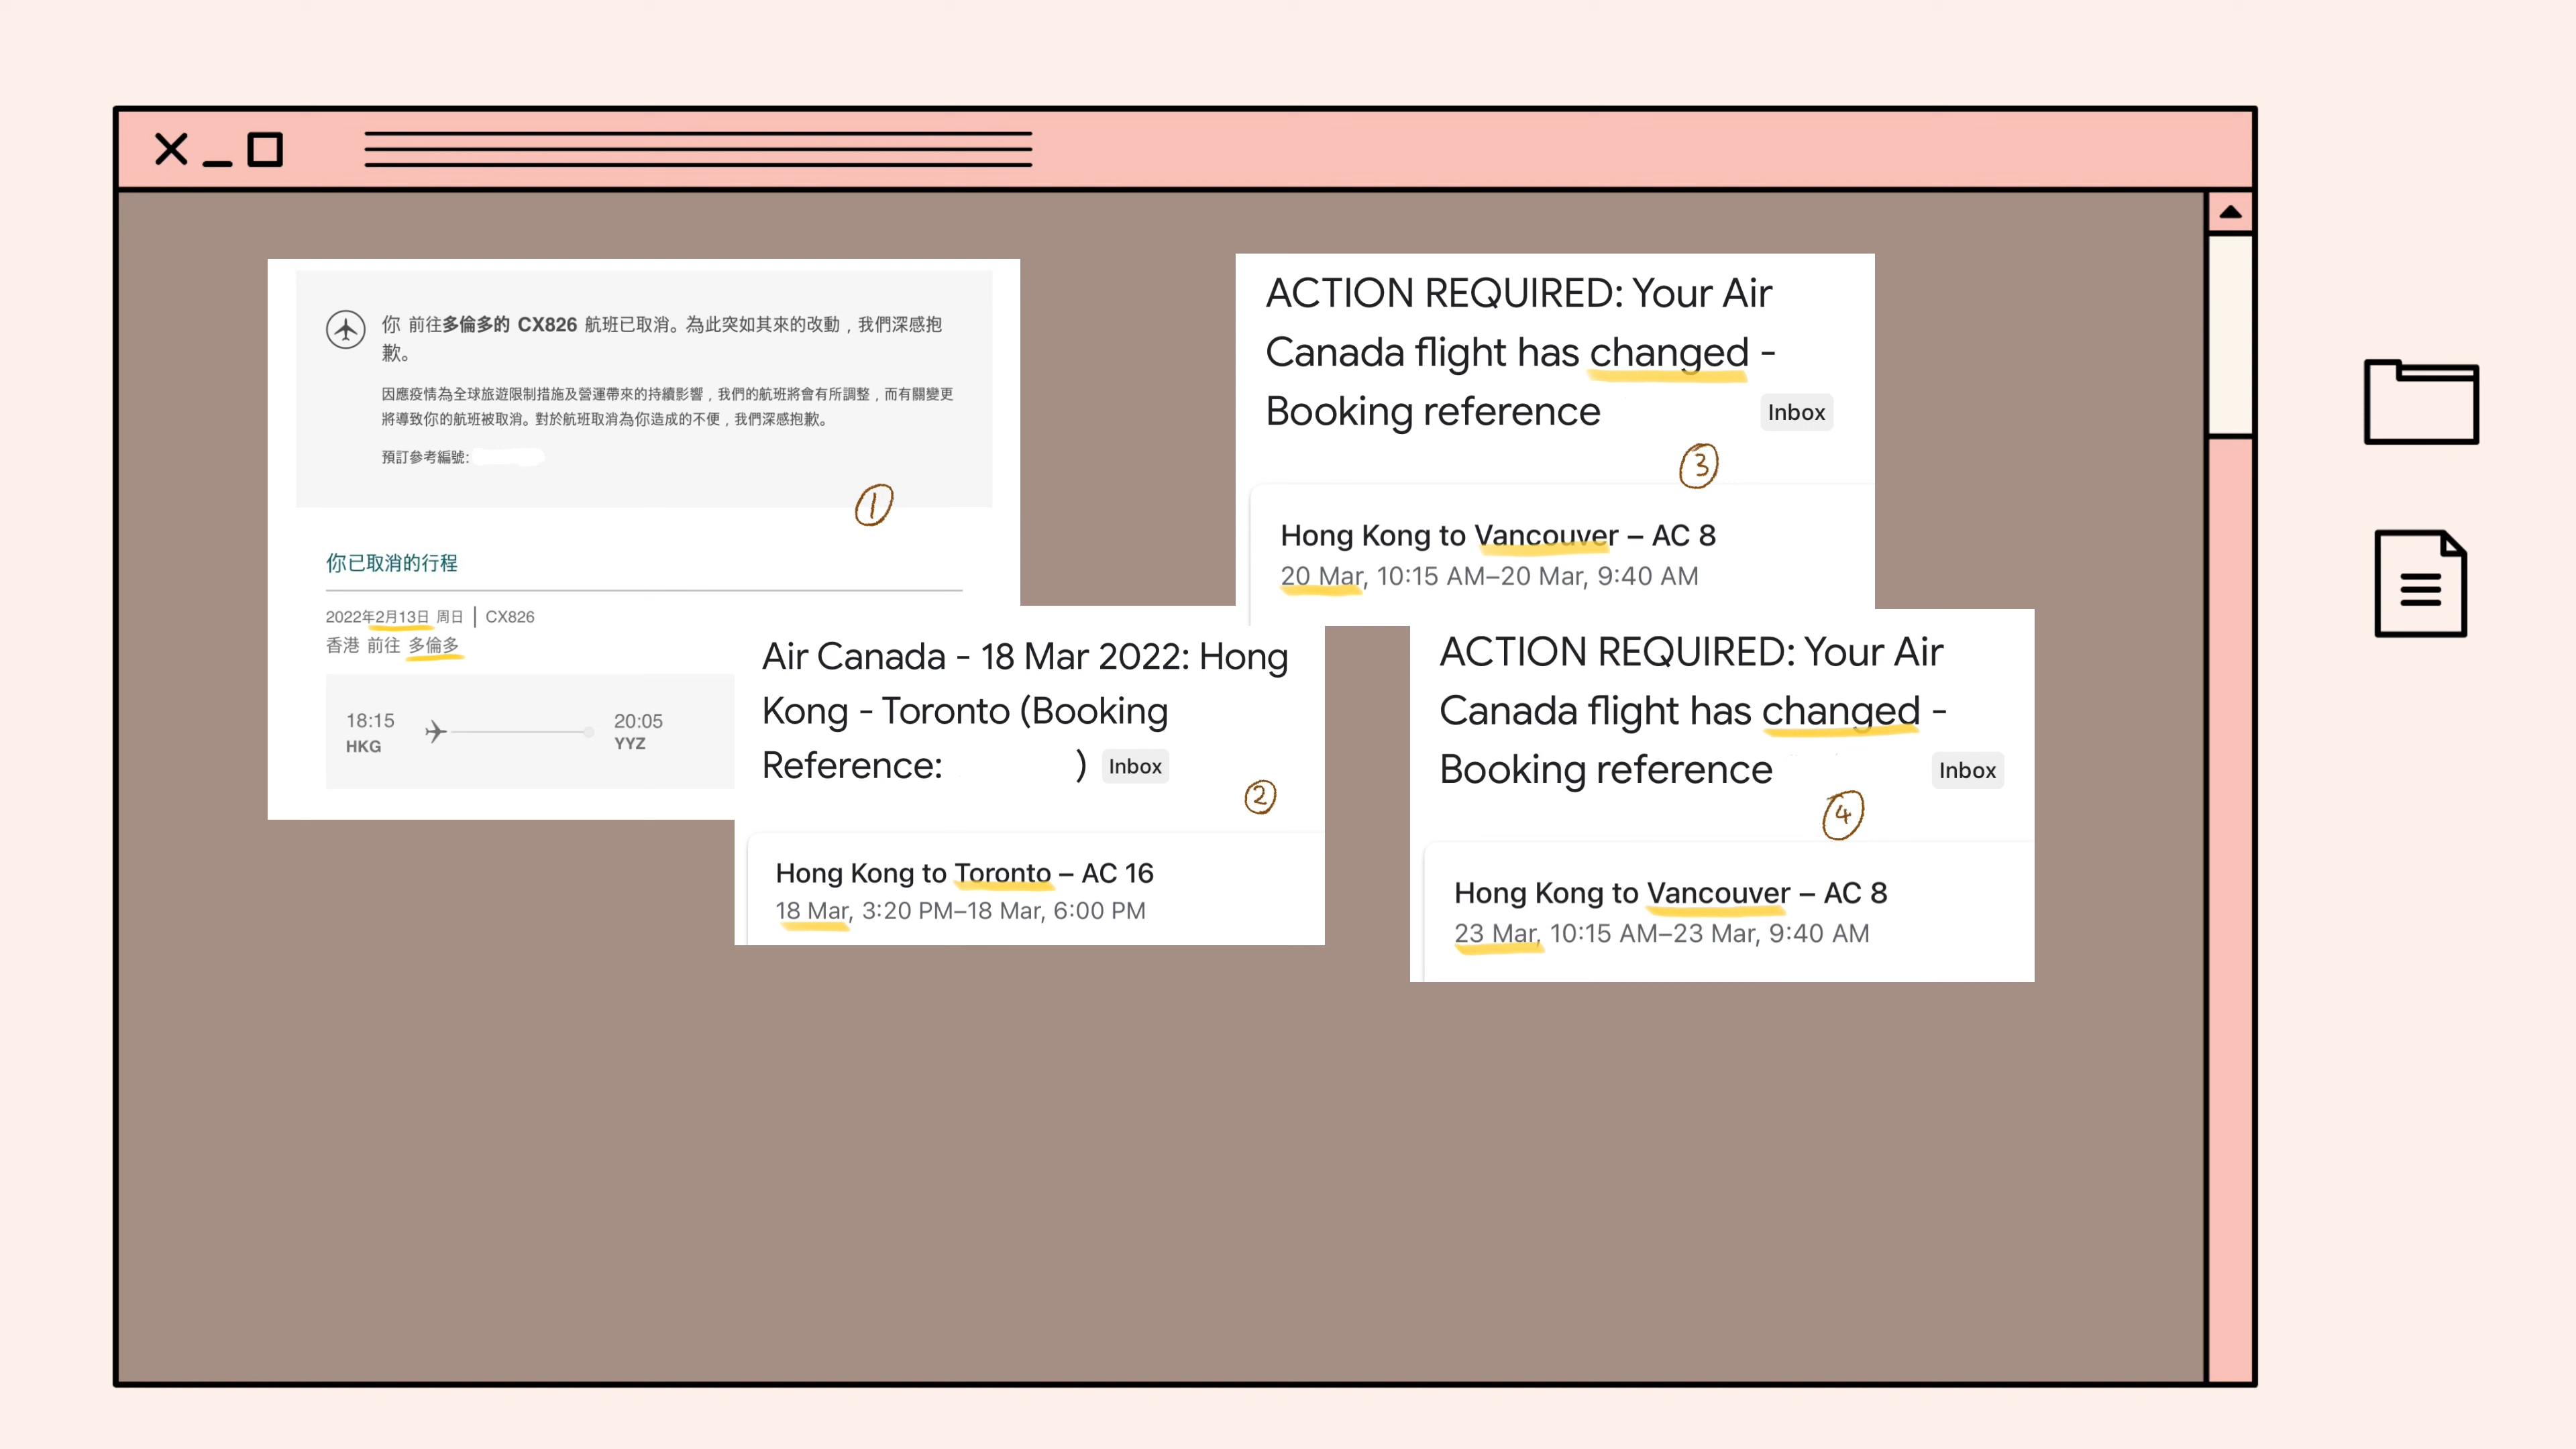 你 前往多倫多的 CX826 航班已取消。為此突如其來的改動，我們深感抱
歉。
因應疫情為全球旅遊限制措施及營運帶來的持續影響，我們的航班將會有所調整，而有關變更
將導致你的航班被取消。對於航班取消為你造成的不便，我們深感抱歉。
預訂參考編號:
①
你已取消的行程
2022年2月13日 周日 | CX826
香港 前往 多倫多
18:15
HKG
20:05
YYZ
Air Canada - 18 Mar 2022: Hong
Kong - Toronto (Booking
Reference: ) Inbox
②
Hong Kong to Toronto – AC 16
18 Mar, 3:20 PM–18 Mar, 6:00 PM
ACTION REQUIRED: Your Air
Canada flight has changed -
Booking reference Inbox
③
Hong Kong to Vancouver – AC 8
20 Mar, 10:15 AM–20 Mar, 9:40 AM
ACTION REQUIRED: Your Air
Canada flight has changed -
Booking reference Inbox
④
Hong Kong to Vancouver – AC 8
23 Mar, 10:15 AM–23 Mar, 9:40 AM